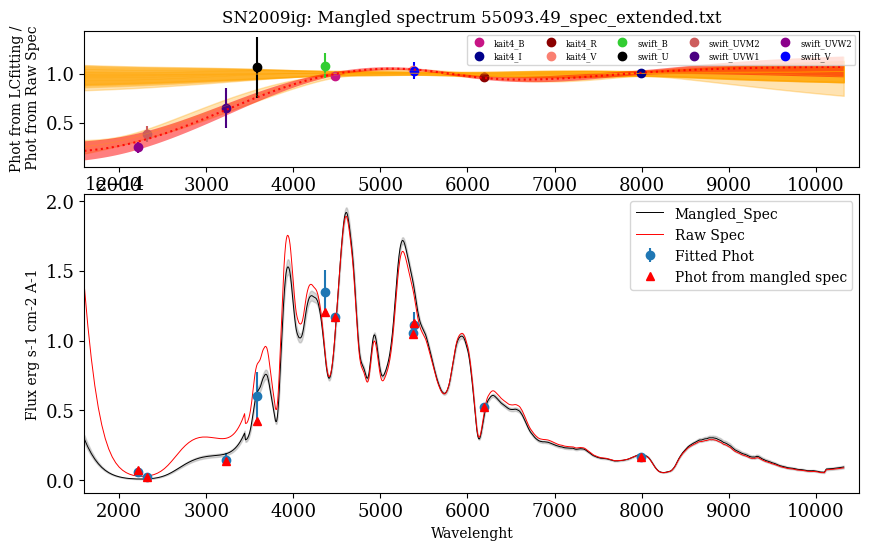 SN2009ig: Mangled spectrum 55093.49_spec_extended.txt
Phot from LCfitting /
Phot from Raw Spec
1.0
0.5
kait4_B kait4_R swift_B swift_UVM2 swift_UVW2
kait4_I kait4_V swift_U swift_UVW1 swift_V
2000 3000 4000 5000 6000 7000 8000 9000 10000
1e−14
Flux erg s-1 cm-2 A-1
2.0
1.5
1.0
0.5
0.0
Mangled_Spec
Raw Spec
Fitted Phot
Phot from mangled spec
2000 3000 4000 5000 6000 7000 8000 9000 10000
Wavelenght